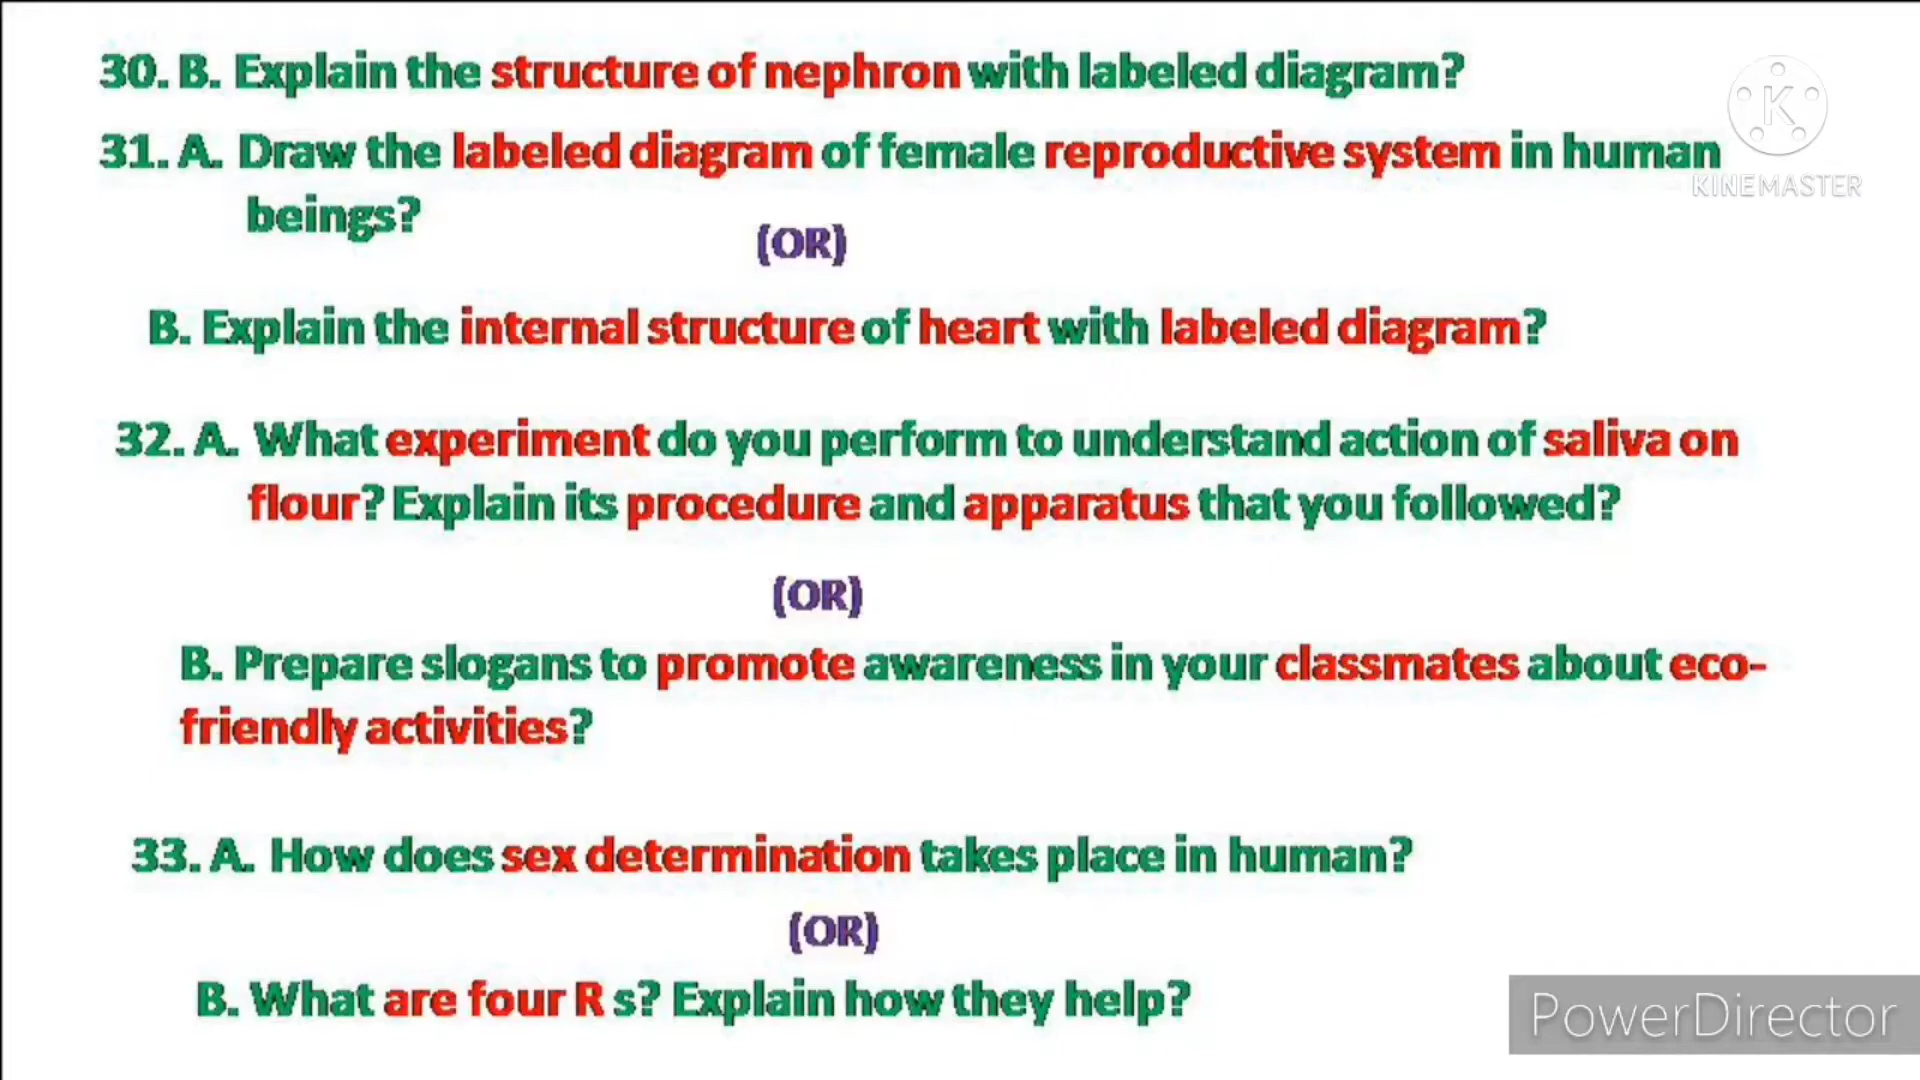 30. B. Explain the structure of nephron with labeled diagram?
31. A. Draw the labeled diagram of female reproductive system in human
beings?
(OR)
B. Explain the internal structure of heart with labeled diagram?
32. A. What experiment do you perform to understand action of saliva on
flour? Explain its procedure and apparatus that you followed?
(OR)
B. Prepare slogans to promote awareness in your classmates about eco-
friendly activities?
33. A. How does sex determination takes place in human?
(OR)
B. What are four R s? Explain how they help?
K
KINEMASTER
PowerDirector